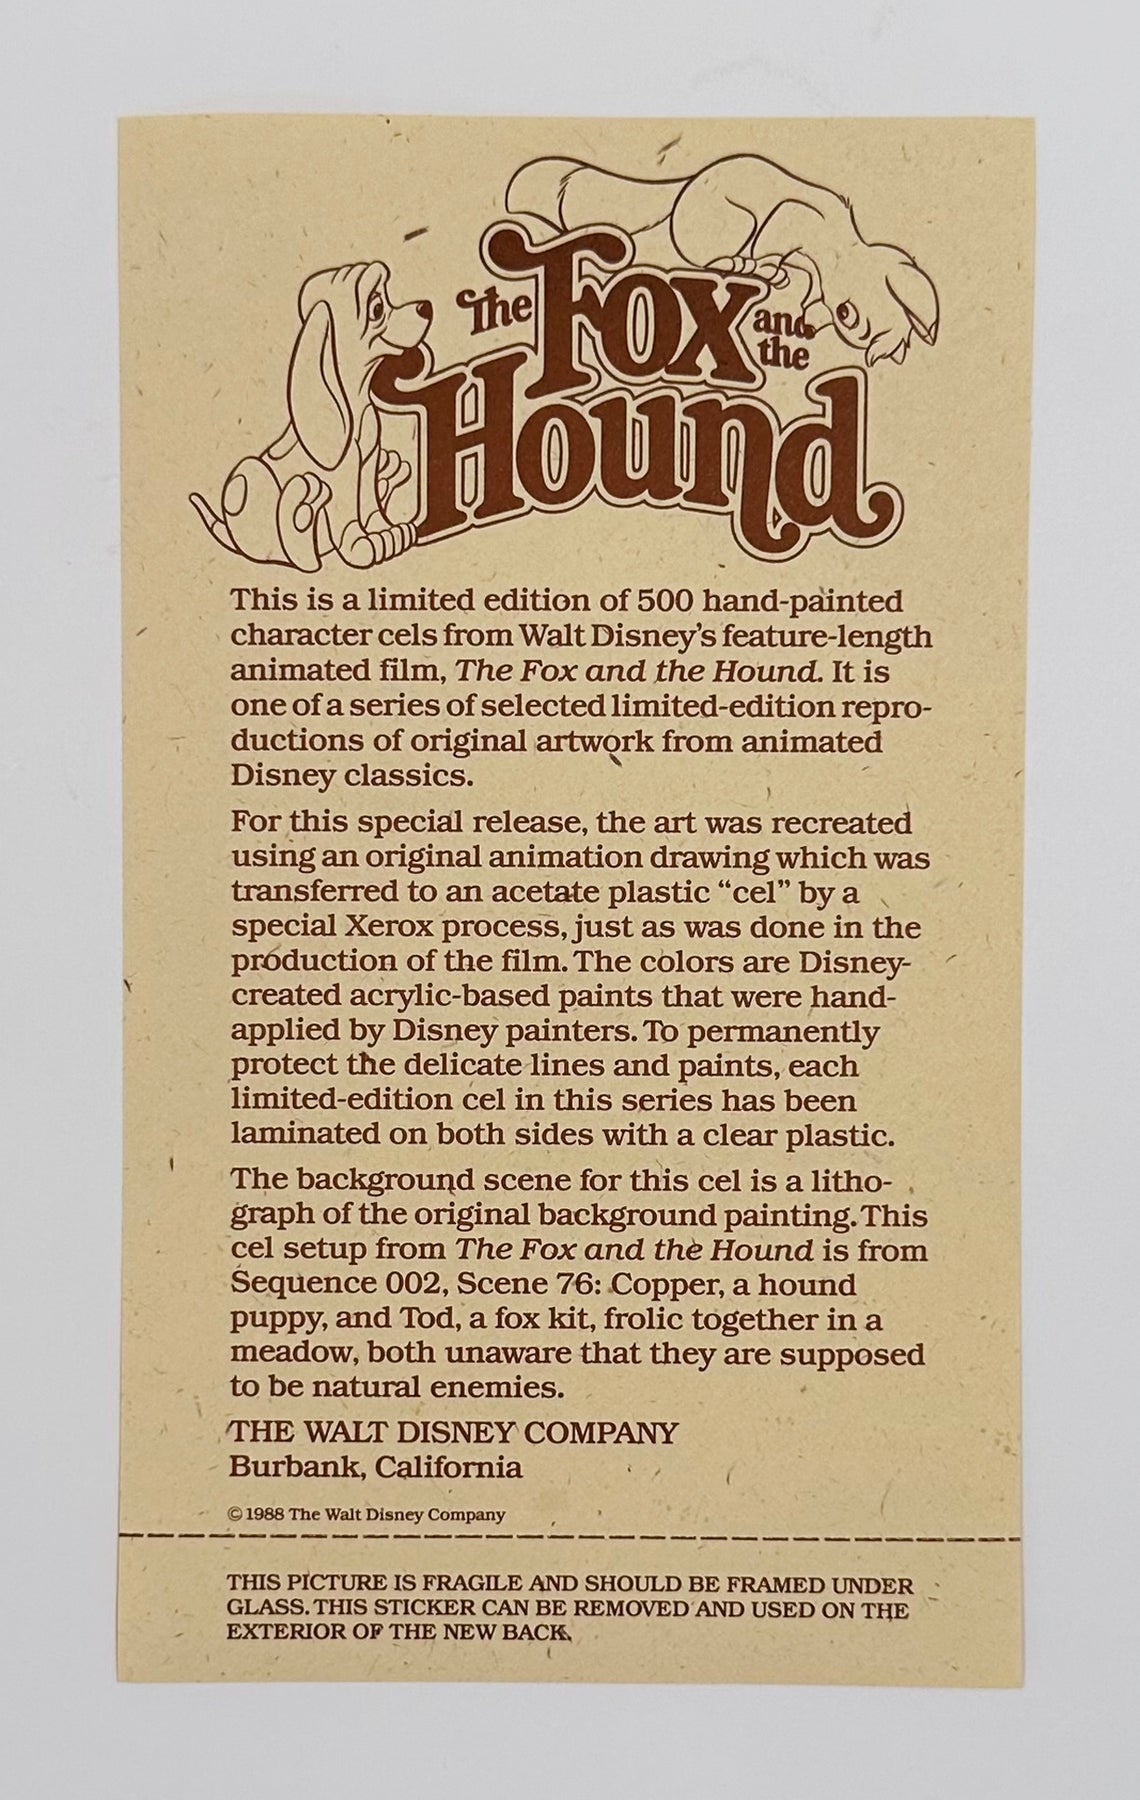 The Fox and the
Hound
This is a limited edition of 500 hand-painted
character cels from Walt Disney's feature-length
animated film, The Fox and the Hound. It is
one of a series of selected limited-edition repro-
ductions of original artwork from animated
Disney classics.
For this special release, the art was recreated
using an original animation drawing which was
transferred to an acetate plastic “cel” by a
special Xerox process, just as was done in the
production of the film. The colors are Disney-
created acrylic-based paints that were hand-
applied by Disney painters. To permanently
protect the delicate lines and paints, each
limited-edition cel in this series has been
laminated on both sides with a clear plastic.
The background scene for this cel is a litho-
graph of the original background painting. This
cel setup from The Fox and the Hound is from
Sequence 002, Scene 76: Copper, a hound
puppy, and Tod, a fox kit, frolic together in a
meadow, both unaware that they are supposed
to be natural enemies.
THE WALT DISNEY COMPANY
Burbank, California
© 1988 The Walt Disney Company
THIS PICTURE IS FRAGILE AND SHOULD BE FRAMED UNDER
GLASS. THIS STICKER CAN BE REMOVED AND USED ON THE
EXTERIOR OF THE NEW BACK.